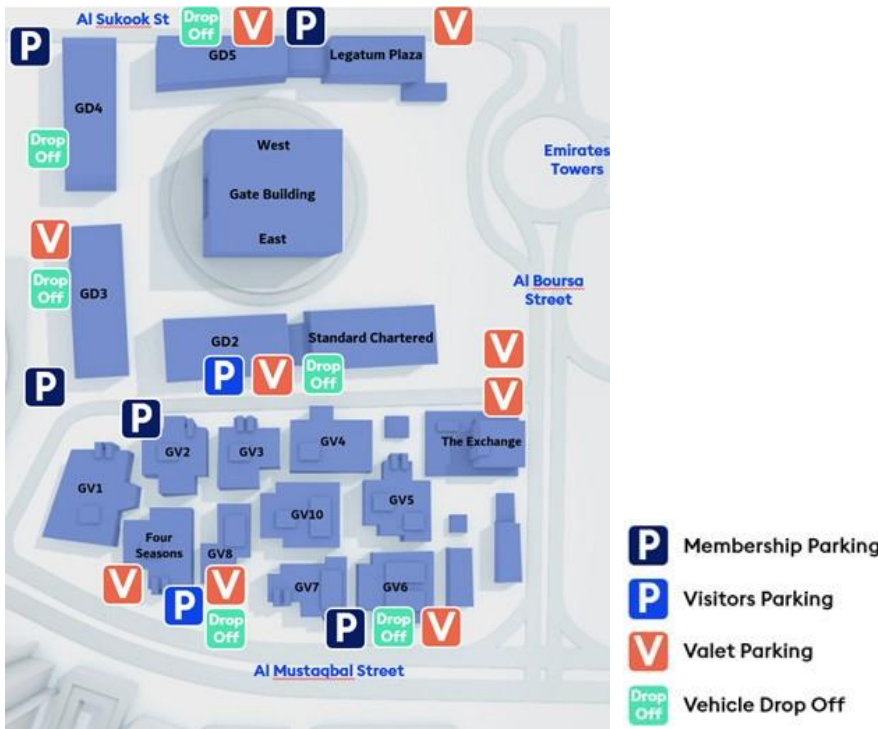 Al Sukook St
Drop
Off
V
P
V
P
GD5
Legatum Plaza
GD4
Drop
Off
West
Gate Building
East
Emirates
Towers
V
Drop
Off
GD3
Al Boursa
Street
GD2
Standard Chartered
P
V
Drop
Off
V
V
P
P
GV1
GV2
GV3
GV4
The Exchange
GV10
GV5
Four
Seasons
GV8
GV7
GV6
V
P
V
Drop
Off
P
Drop
Off
V
Al Mustaqbal Street
P Membership Parking
P Visitors Parking
V Valet Parking
Drop
Off
Vehicle Drop Off